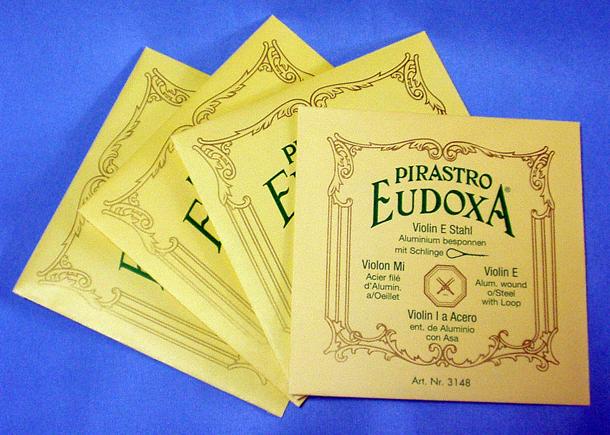 PIRASTRO
EUDOXA®
Violin E Stahl
Aluminium besponnen
mit Schlinge
Violon Mi
Acier filé
d'Alumin.
a/Oeillet
Violin E
Alum. wound
o/Steel
with Loop
Violin I a Acero
ent. de Aluminio
con Asa
Art. Nr. 3148